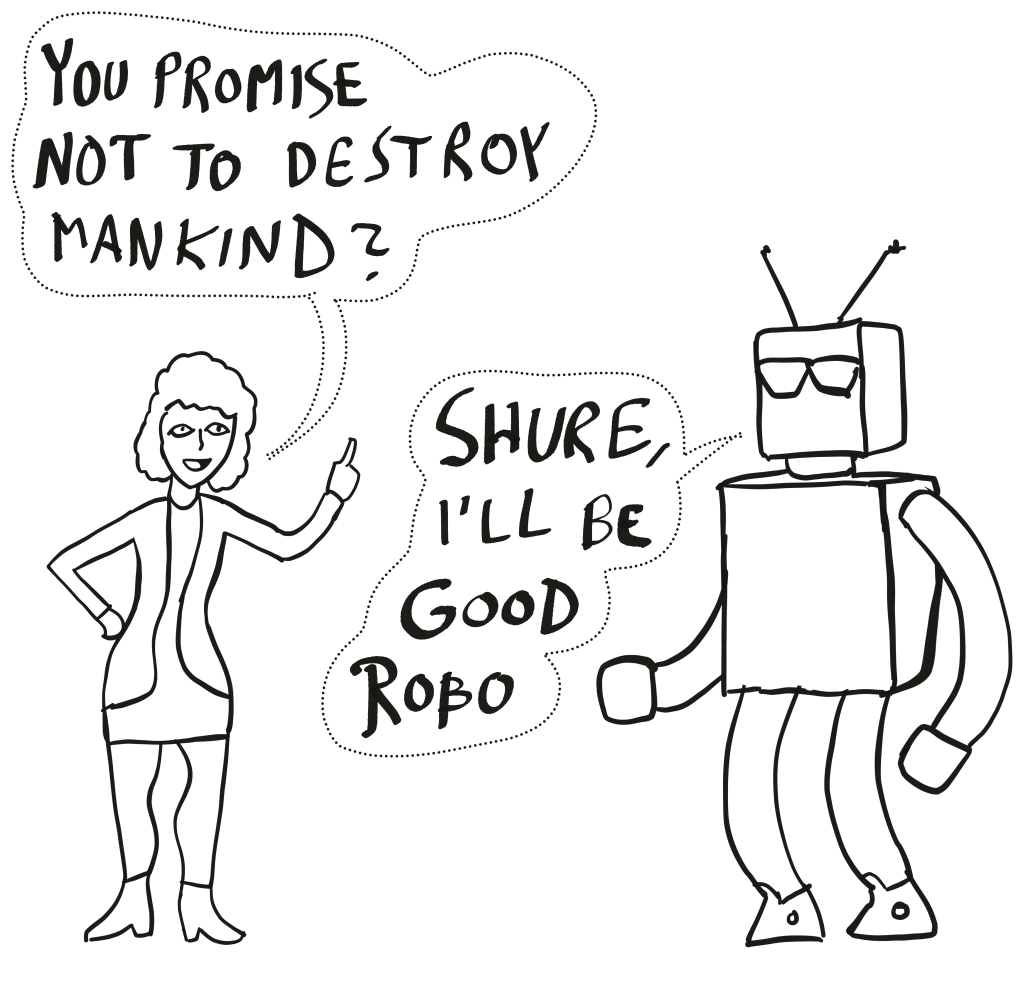 YOU PROMISE
NOT TO DESTROY
MANKIND?
SHURE,
I'LL BE
GOOD
ROBO